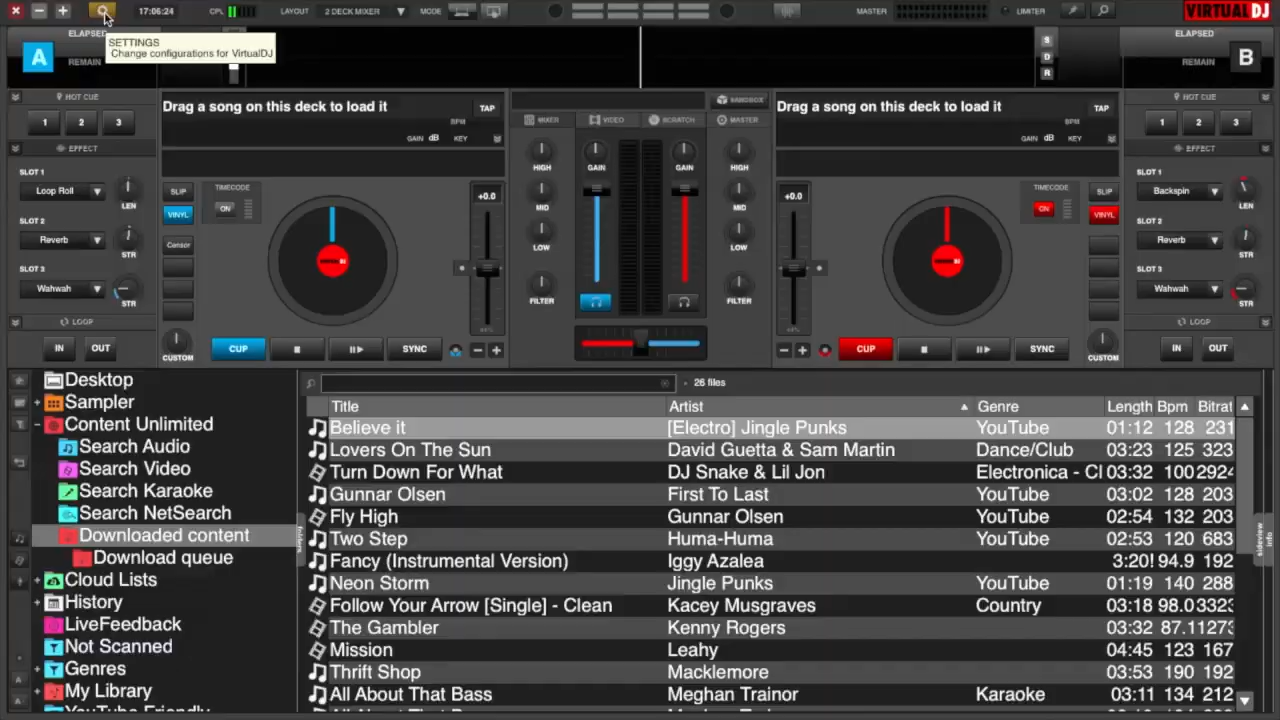 17:06:24 CPU LAYOUT 2 DECK MIXER MODE MASTER LIMITER VIRTUALDJ
SETTINGS
Change configurations for VirtualDJ
A ELAPSED REMAIN
S
D
R
ELAPSED REMAIN B
HOT CUE
1 2 3
EFFECT
SLOT 1
Loop Roll LEN
SLOT 2
Reverb STR
SLOT 3
Wahwah STR
LOOP
IN OUT
Drag a song on this deck to load it TAP
BPM
GAIN dB KEY
SLIP
VINYL
Censor
TIMECODE
ON
+0.0
CUSTOM
CUP SYNC
SANDBOX
MIXER VIDEO SCRATCH MASTER
HIGH GAIN GAIN HIGH
MID MID
LOW LOW
FILTER FILTER
Drag a song on this deck to load it TAP
BPM
GAIN dB KEY
+0.0
TIMECODE
ON
SLIP
VINYL
CUSTOM
CUP SYNC
HOT CUE
1 2 3
EFFECT
SLOT 1
Backspin LEN
SLOT 2
Reverb STR
SLOT 3
Wahwah STR
LOOP
IN OUT
Desktop
Sampler
Content Unlimited
Search Audio
Search Video
Search Karaoke
Search NetSearch
Downloaded content
Download queue
Cloud Lists
History
LiveFeedback
Not Scanned
Genres
My Library
YouTube Friendly
folders
26 files
Title Artist Genre Length Bpm Bitrat
Believe it [Electro] Jingle Punks YouTube 01:12 128 231
Lovers On The Sun David Guetta & Sam Martin Dance/Club 03:23 125 323
Turn Down For What DJ Snake & Lil Jon Electronica - Cl 03:32 100 2924
Gunnar Olsen First To Last YouTube 03:02 128 203
Fly High Gunnar Olsen YouTube 02:54 132 203
Two Step Huma-Huma YouTube 02:53 120 683
Fancy (Instrumental Version) Iggy Azalea 3:20! 94.9 192
Neon Storm Jingle Punks YouTube 01:19 140 288
Follow Your Arrow [Single] - Clean Kacey Musgraves Country 03:18 98.0 3323
The Gambler Kenny Rogers 03:32 87.1 1273
Mission Leahy 04:45 123 167
Thrift Shop Macklemore 03:53 190 192
All About That Bass Meghan Trainor Karaoke 03:11 134 212
sideview
info